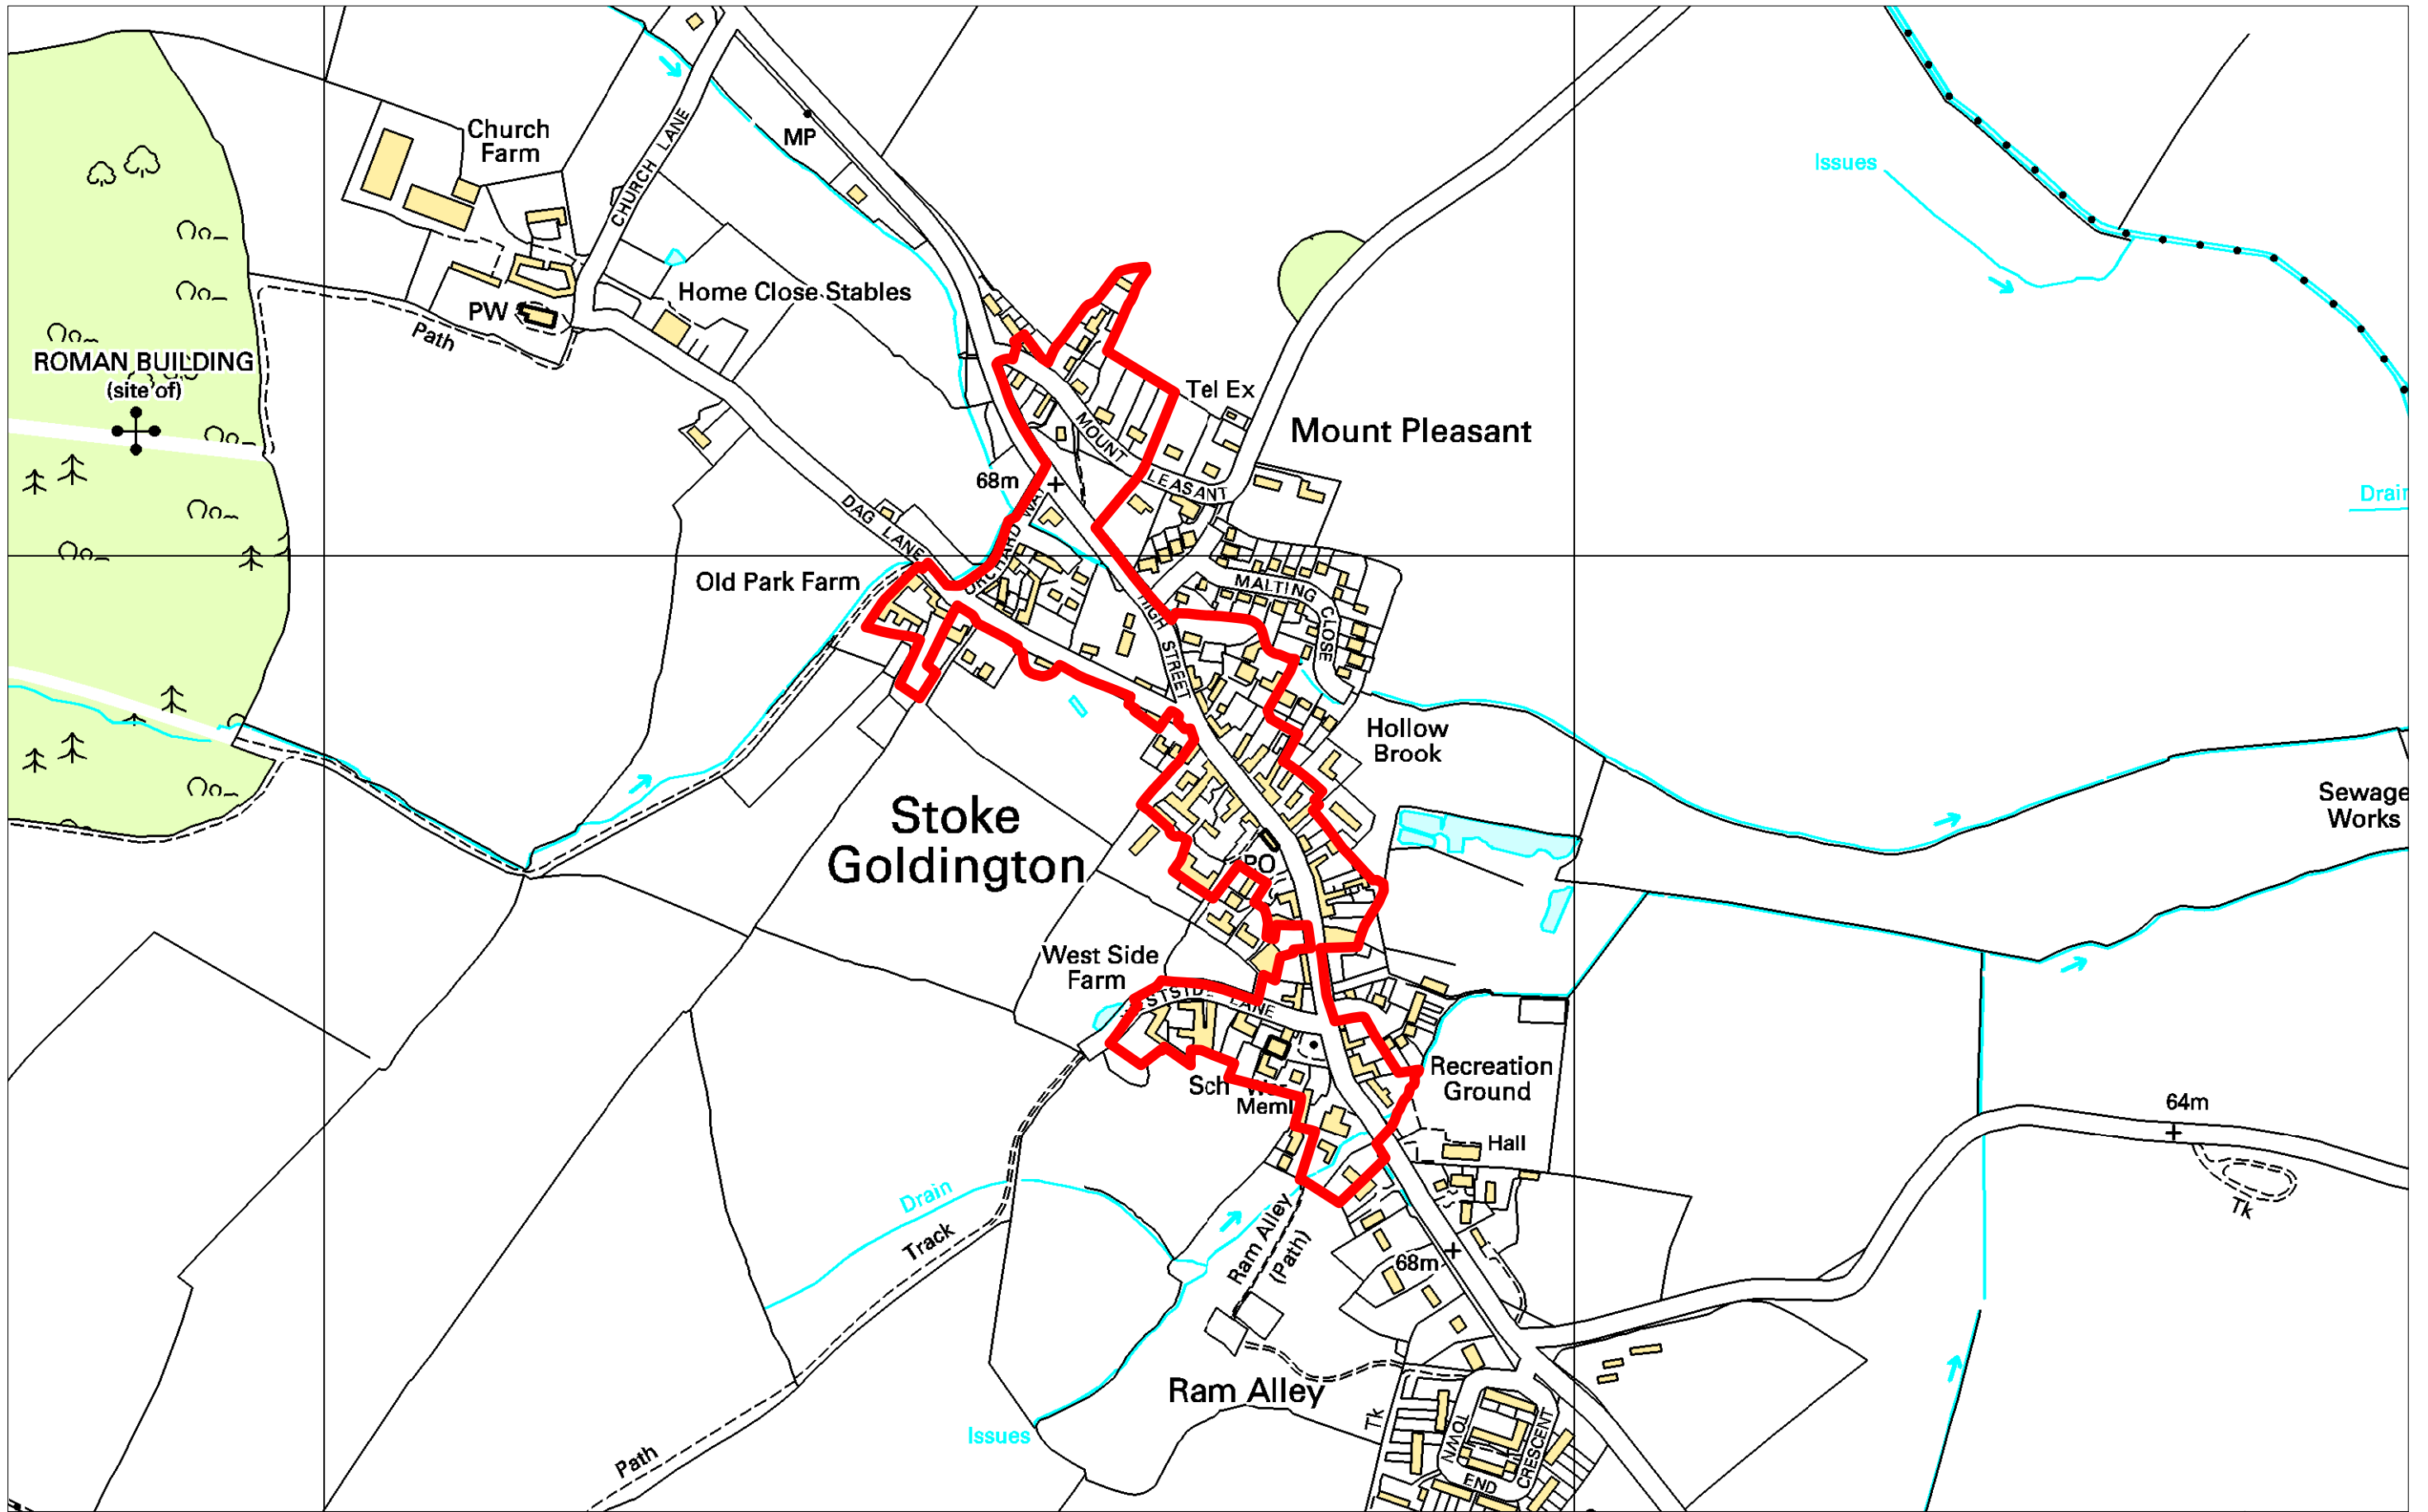 Church
Farm
CHURCH LANE
MP
Issues
Home Close Stables
PW
Path
ROMAN BUILDING
(site of)
Tel Ex
Mount Pleasant
MOUNT
LEASANT
68m
Drain
DAG LANE
Old Park Farm
MALTING
CLOSE
HIGH STREET
Hollow
Brook
Sewage
Works
Stoke
Goldington
PO
West Side
Farm
LANE
Recreation
Ground
Sch
Meml
64m
Hall
Drain
Track
Ram Alley
(Path)
Tk
68m
Ram Alley
Issues
Path
Tk
TOWN
END
CRESCENT